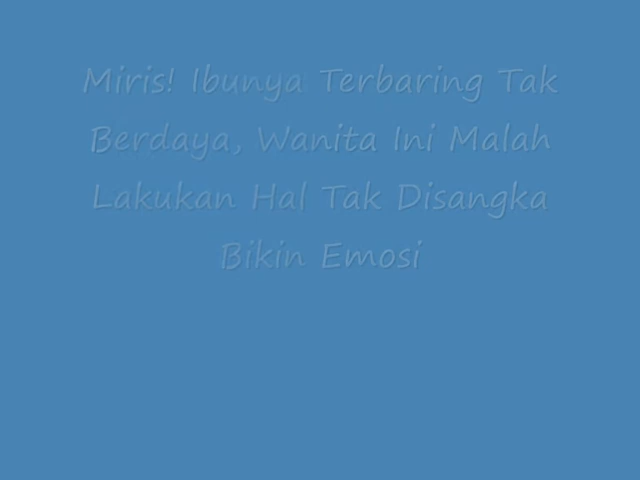 Miris! Ibunya Terbaring Tak
Berdaya, Wanita Ini Malah
Lakukan Hal Tak Disangka
Bikin Emosi